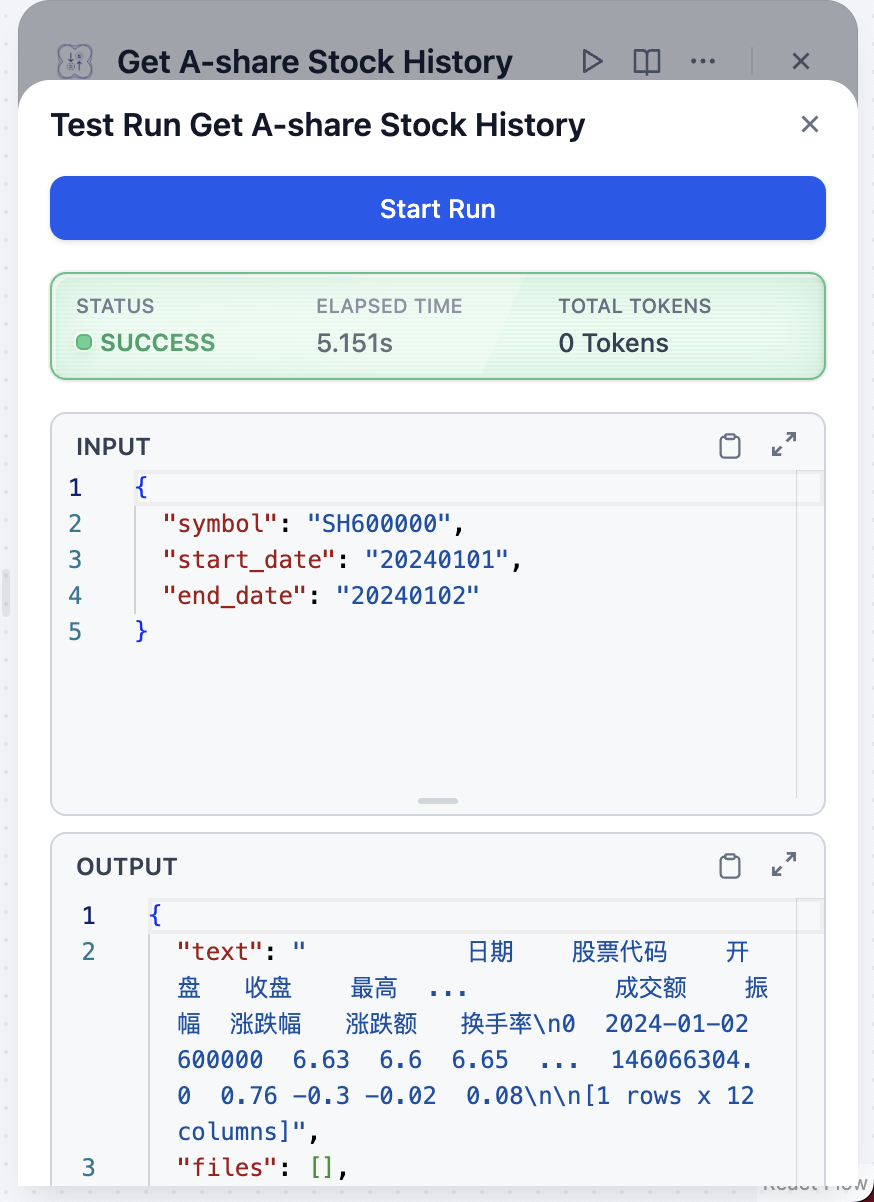 Get A-share Stock History
Test Run Get A-share Stock History
Start Run
STATUS
ELAPSED TIME
TOTAL TOKENS
SUCCESS
5.151s
0 Tokens
INPUT
1 {
2 "symbol": "SH600000",
3 "start_date": "20240101",
4 "end_date": "20240102"
5 }
OUTPUT
1 {
2 "text": " 日期 股票代码 开
盘 收盘 最高 ... 成交额 振
幅 涨跌幅 涨跌额 换手率\n0 2024-01-02
600000 6.63 6.6 6.65 ... 146066304.
0 0.76 -0.3 -0.02 0.08\n\n[1 rows x 12
columns]",
3 "files": [],
React Flow